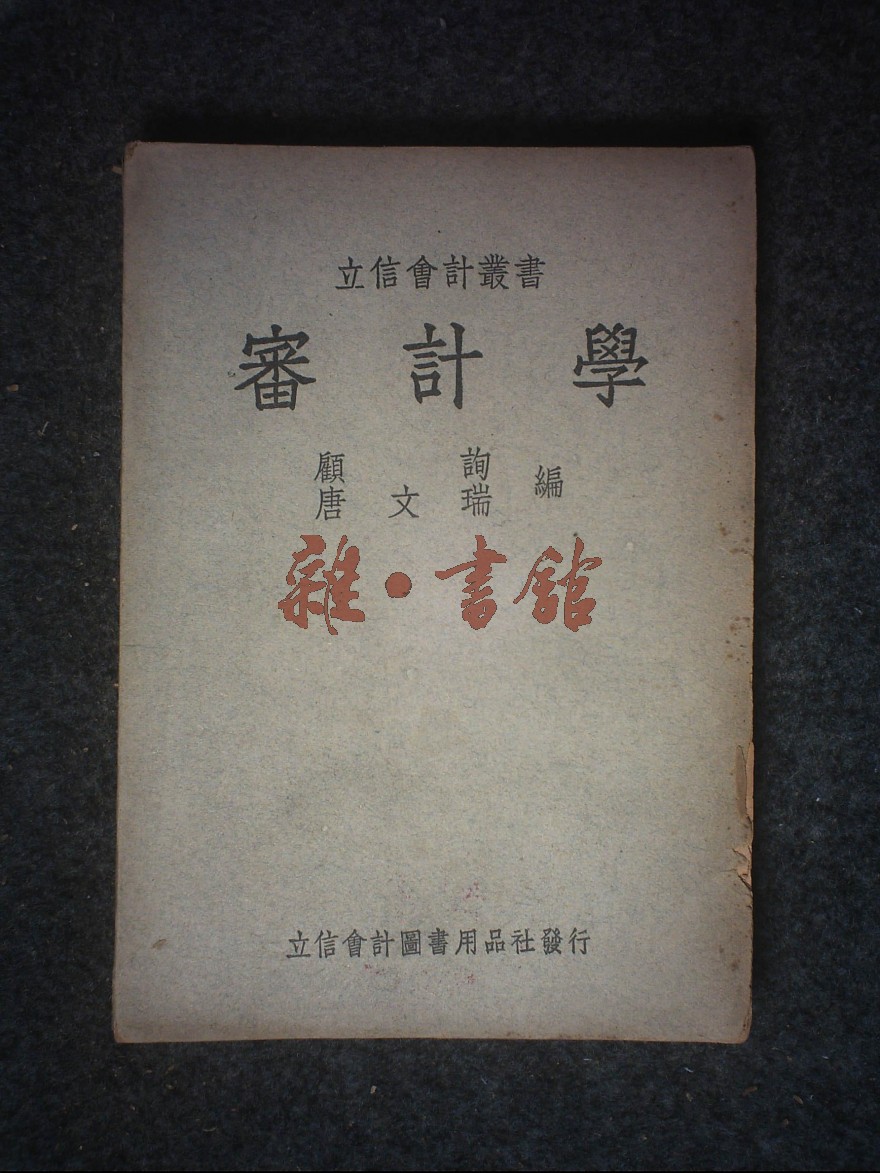 立信會計叢書
審計學
顧詢
唐文瑞 編
雜·書館
立信會計圖書用品社發行